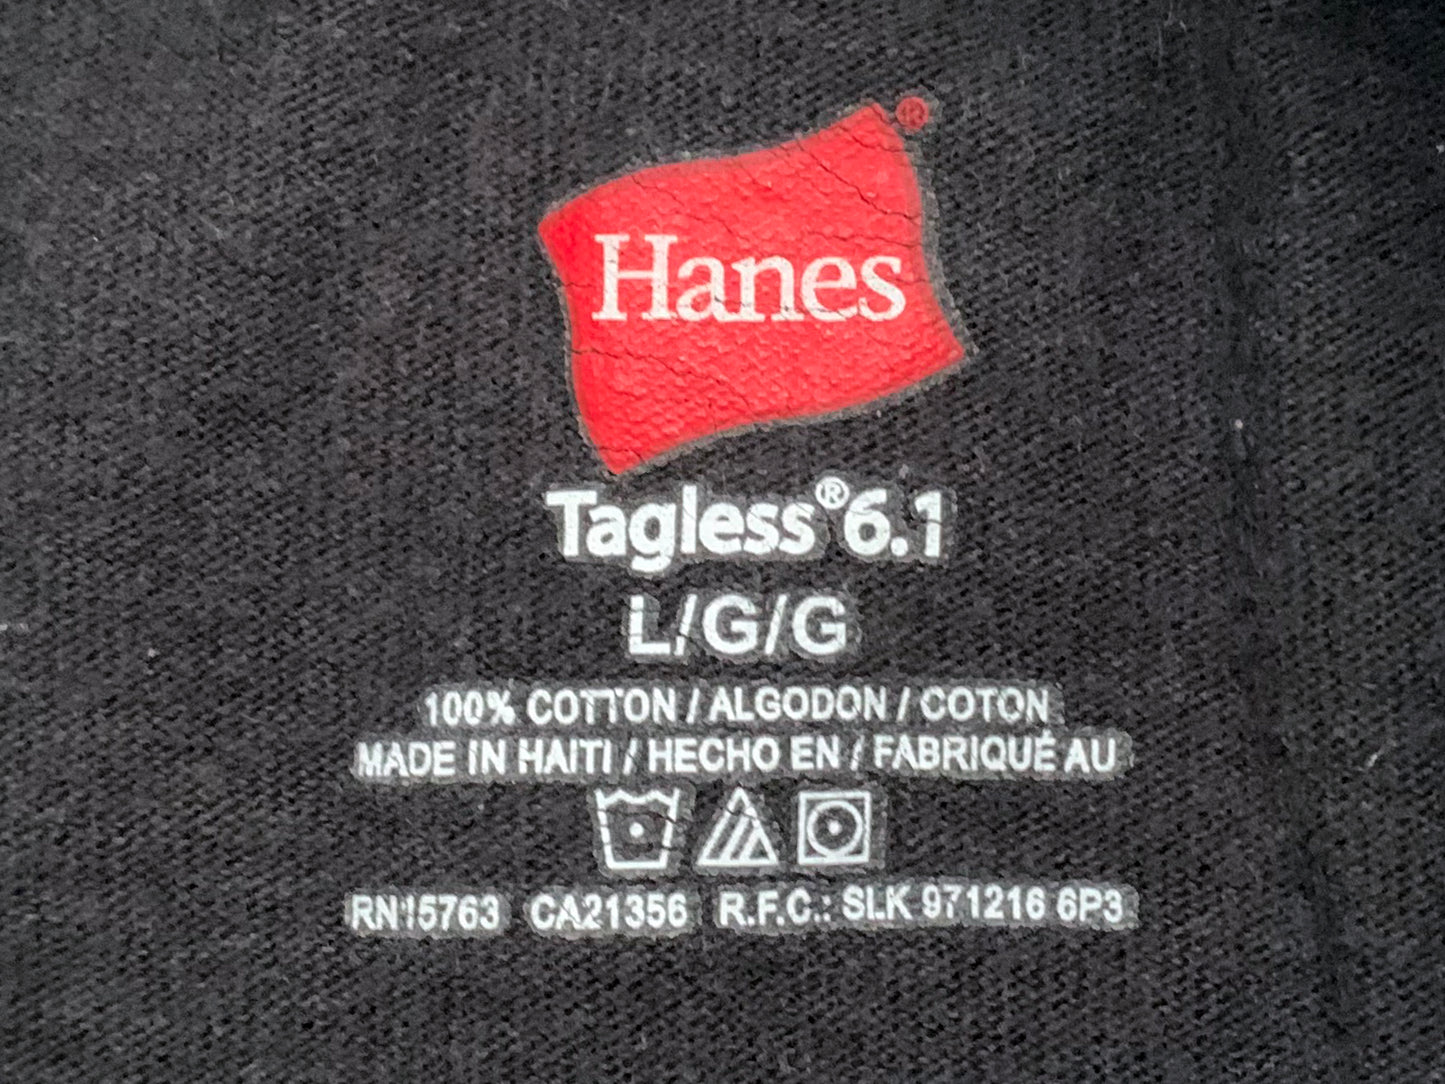 Hanes®
Tagless®6.1
L/G/G
100% COTTON / ALGODON / COTON
MADE IN HAITI / HECHO EN / FABRIQUÉ AU
RN15763 CA21356 R.F.C.: SLK 971216 6P3